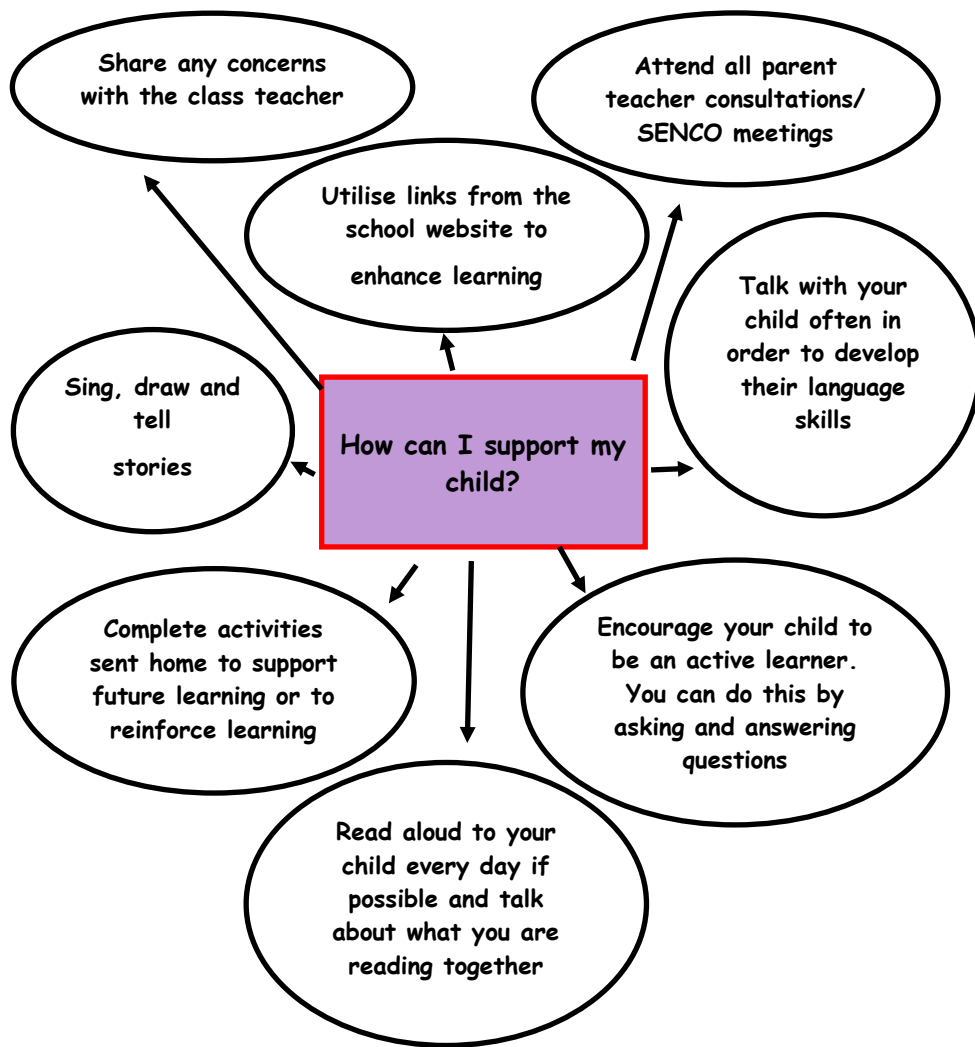 Share any concerns
with the class teacher
Attend all parent
teacher consultations/
SENCO meetings
Utilise links from the
school website to
enhance learning
Talk with your
child often in
order to develop
their language
skills
Sing, draw and
tell
stories
How can I support my
child?
Complete activities
sent home to support
future learning or to
reinforce learning
Encourage your child to
be an active learner.
You can do this by
asking and answering
questions
Read aloud to your
child every day if
possible and talk
about what you are
reading together